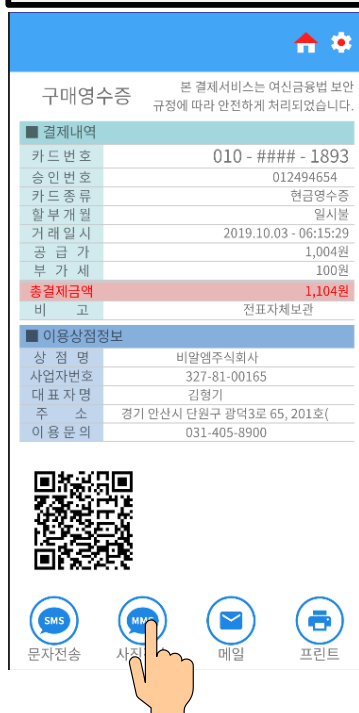 구매영수증
본 결제서비스는 여신금융법 보안
규정에 따라 안전하게 처리되었습니다.
■ 결제내역
카드번호 010 - #### - 1893
승인번호 012494654
카드종류 현금영수증
할부개월 일시불
거래일시 2019.10.03 - 06:15:29
공 급 가 1,004원
부 가 세 100원
총결제금액 1,104원
비 고 전표자체보관
■ 이용상점정보
상 점 명 비알엠주식회사
사업자번호 327-81-00165
대표자명 김형기
주 소 경기 안산시 단원구 광덕3로 65, 201호(
이용문의 031-405-8900
SMS MMS
문자전송 메일 프린트